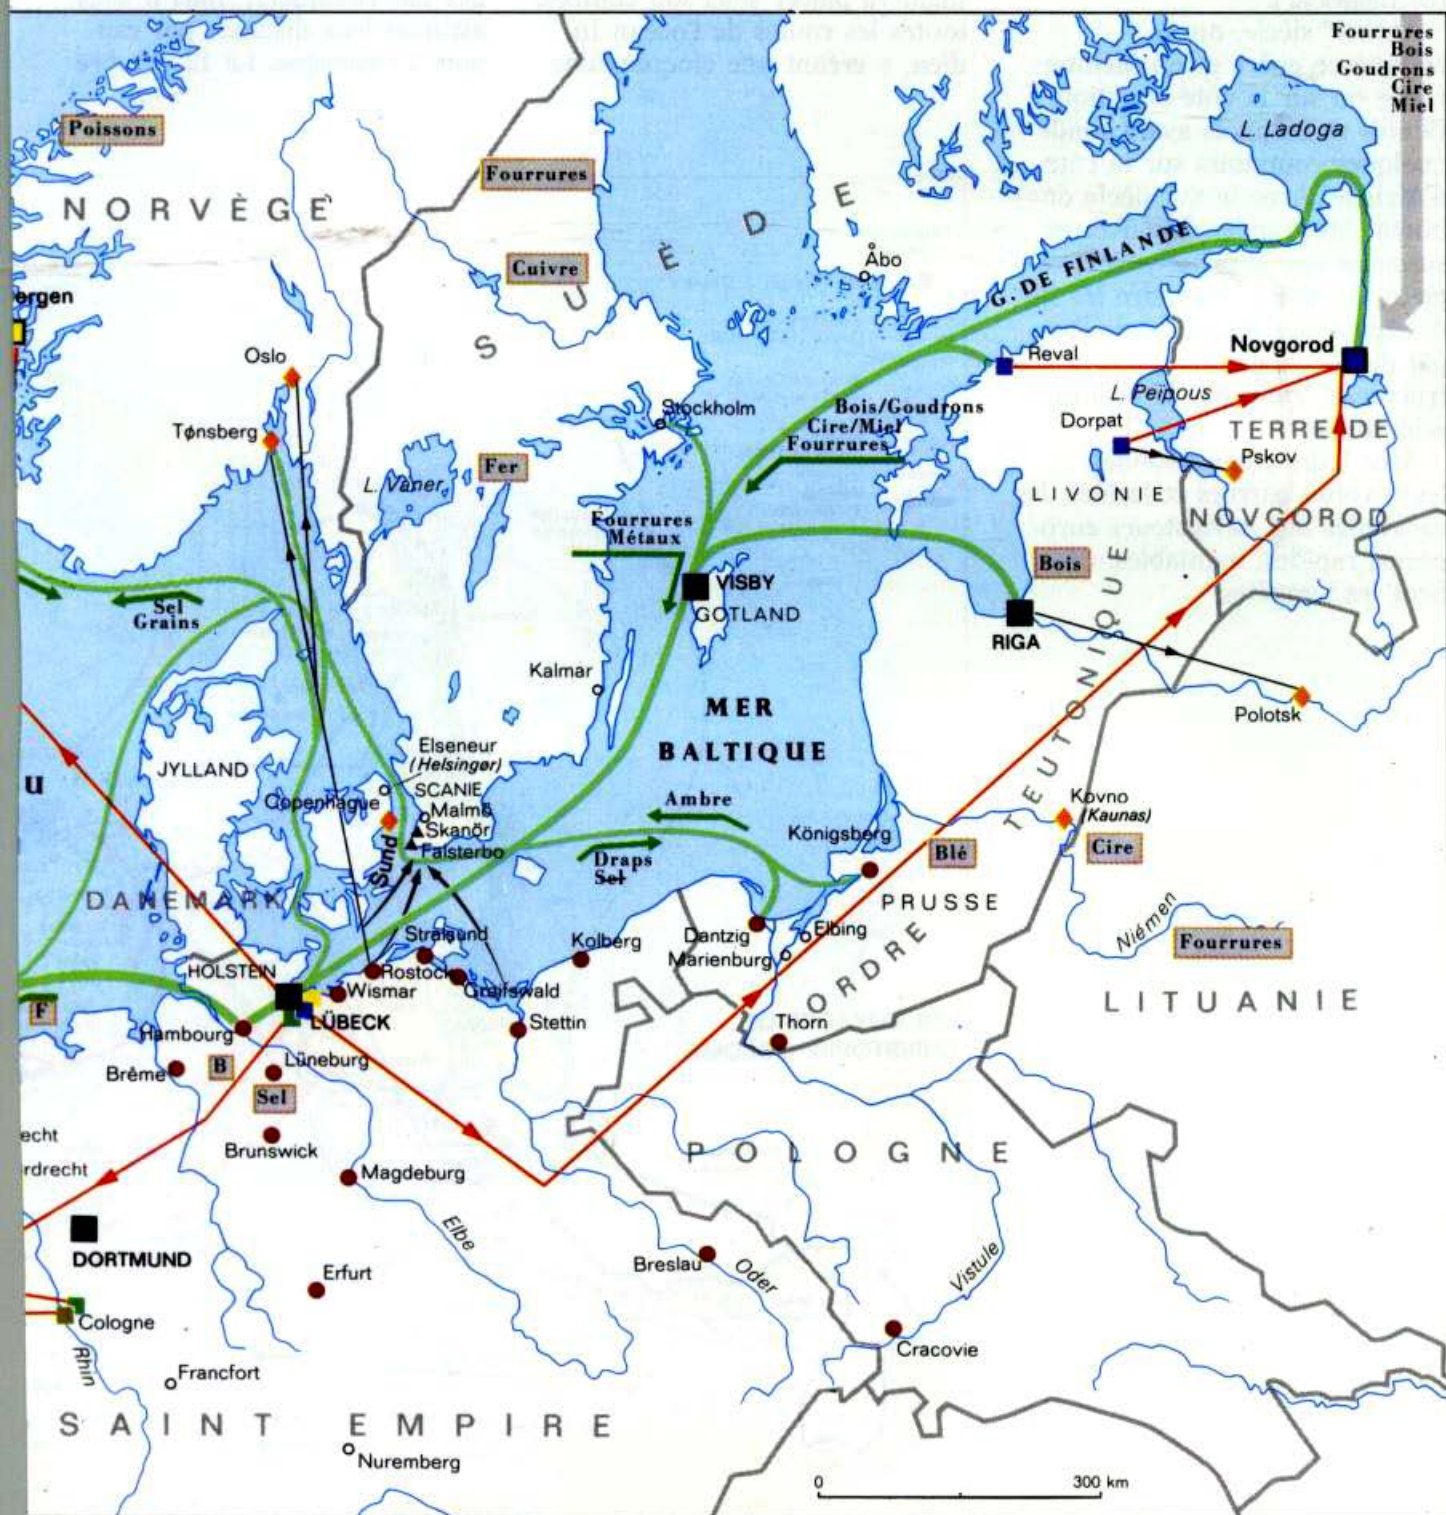 Fourrures
Bois
Goudrons
Cire
Miel
L. Ladoga
Poissons
Fourrures
NORVÈGE
SUÈDE
Cuivre
Åbo
G. DE FINLANDE
ergen
Oslo
Reval
Novgorod
L. Peïpous
Stockholm
Bois/Goudrons
Cire/Miel
Fourrures
Dorpat
TERRE DE
NOVGOROD
Tønsberg
Pskov
Fer
L. Väner
LIVONIE
Fourrures
Métaux
Bois
VISBY
GOTLAND
Sel
Grains
RIGA
Kalmar
MER
BALTIQUE
Polotsk
JYLLAND
Elseneur
(Helsingør)
SCANIE
u
Copenhague
Malmö
Skanör
Falsterbo
Sund
Ambre
Königsberg
Kovno
(Kaunas)
Draps
Sel
Blé
Cire
DANEMARK
PRUSSE
ORDRE TEUTONIQUE
Niémen
Fourrures
Stralsund
Kolberg
Dantzig
Elbing
Marienburg
HOLSTEIN
Rostock
Wismar
Greifswald
LITUANIE
F
LÜBECK
Stettin
Thorn
Hambourg
Brême
B
Lüneburg
Sel
echt
Brunswick
rdrecht
Magdeburg
POLOGNE
Elbe
DORTMUND
Erfurt
Breslau
Oder
Vistule
Cologne
Rhin
Cracovie
Francfort
SAINT EMPIRE
Nuremberg
0 300 km